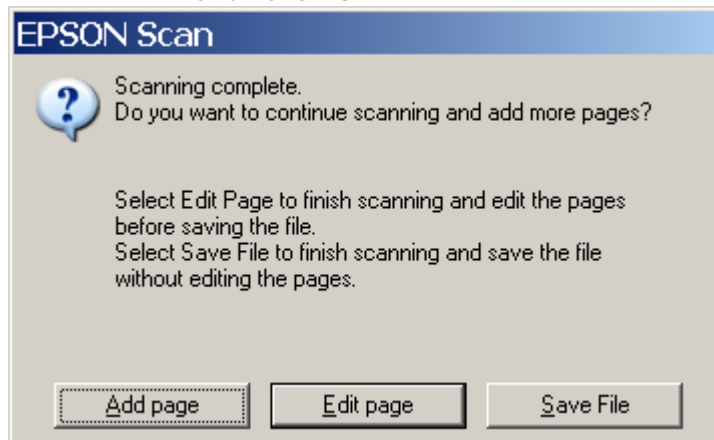 EPSON Scan
Scanning complete.
Do you want to continue scanning and add more pages?
Select Edit Page to finish scanning and edit the pages
before saving the file.
Select Save File to finish scanning and save the file
without editing the pages.
Add page
Edit page
Save File